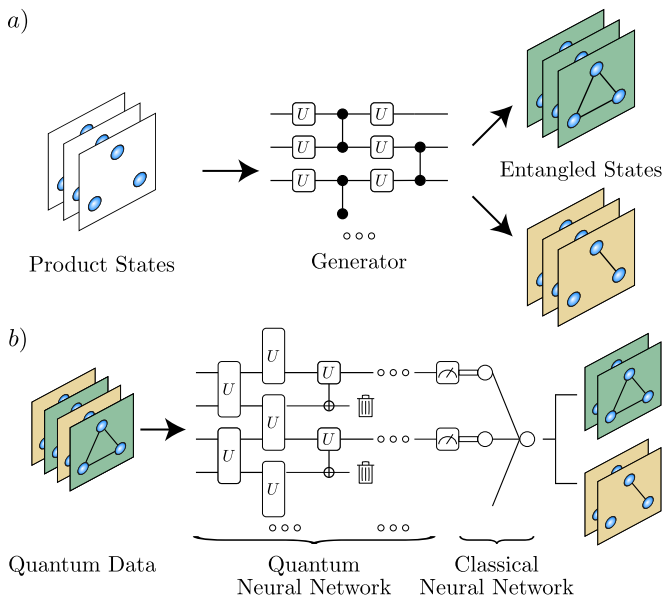 a)
U
U
U
U
U
U
Product States
Generator
Entangled States
b)
U
U
U
U
U
U
U
Quantum Data
Quantum
Neural Network
Classical
Neural Network